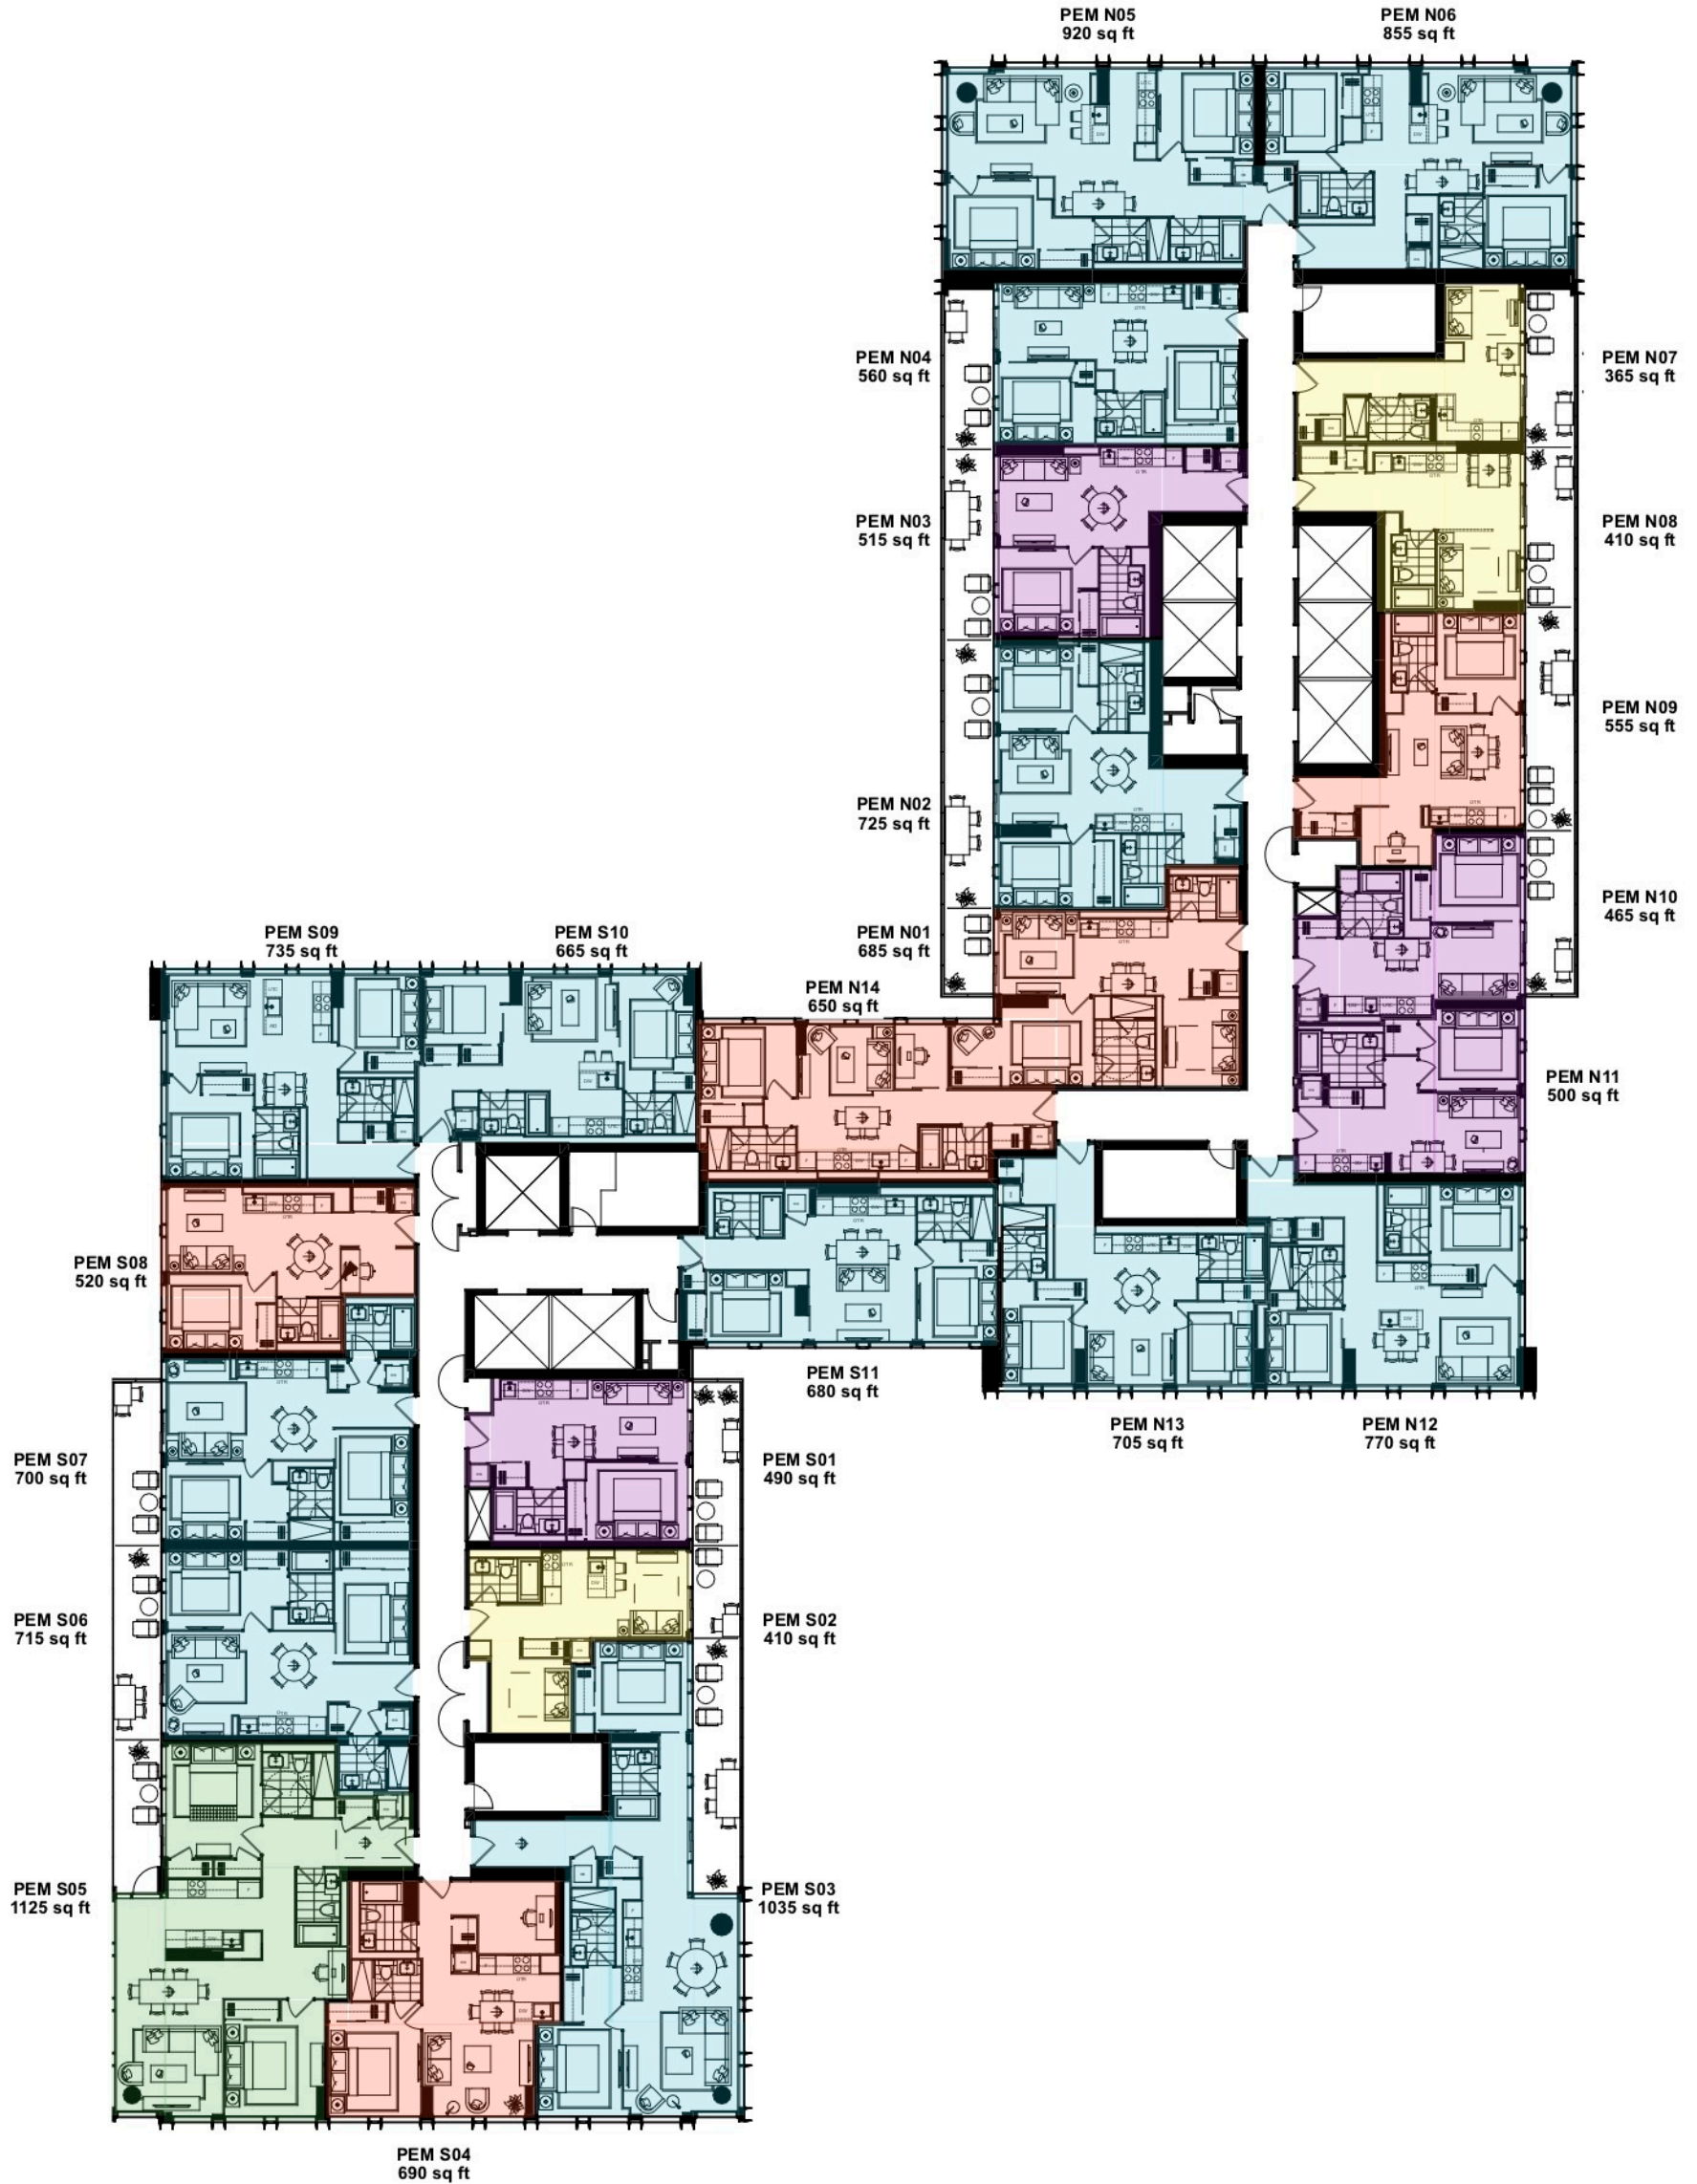 PEM N05
920 sq ft
PEM N06
855 sq ft
PEM N04
560 sq ft
PEM N07
365 sq ft
PEM N03
515 sq ft
PEM N08
410 sq ft
PEM N09
555 sq ft
PEM N02
725 sq ft
PEM N10
465 sq ft
PEM N01
685 sq ft
PEM S09
735 sq ft
PEM S10
665 sq ft
PEM N14
650 sq ft
PEM N11
500 sq ft
PEM S08
520 sq ft
PEM S11
680 sq ft
PEM N13
705 sq ft
PEM N12
770 sq ft
PEM S07
700 sq ft
PEM S01
490 sq ft
PEM S06
715 sq ft
PEM S02
410 sq ft
PEM S05
1125 sq ft
PEM S03
1035 sq ft
PEM S04
690 sq ft